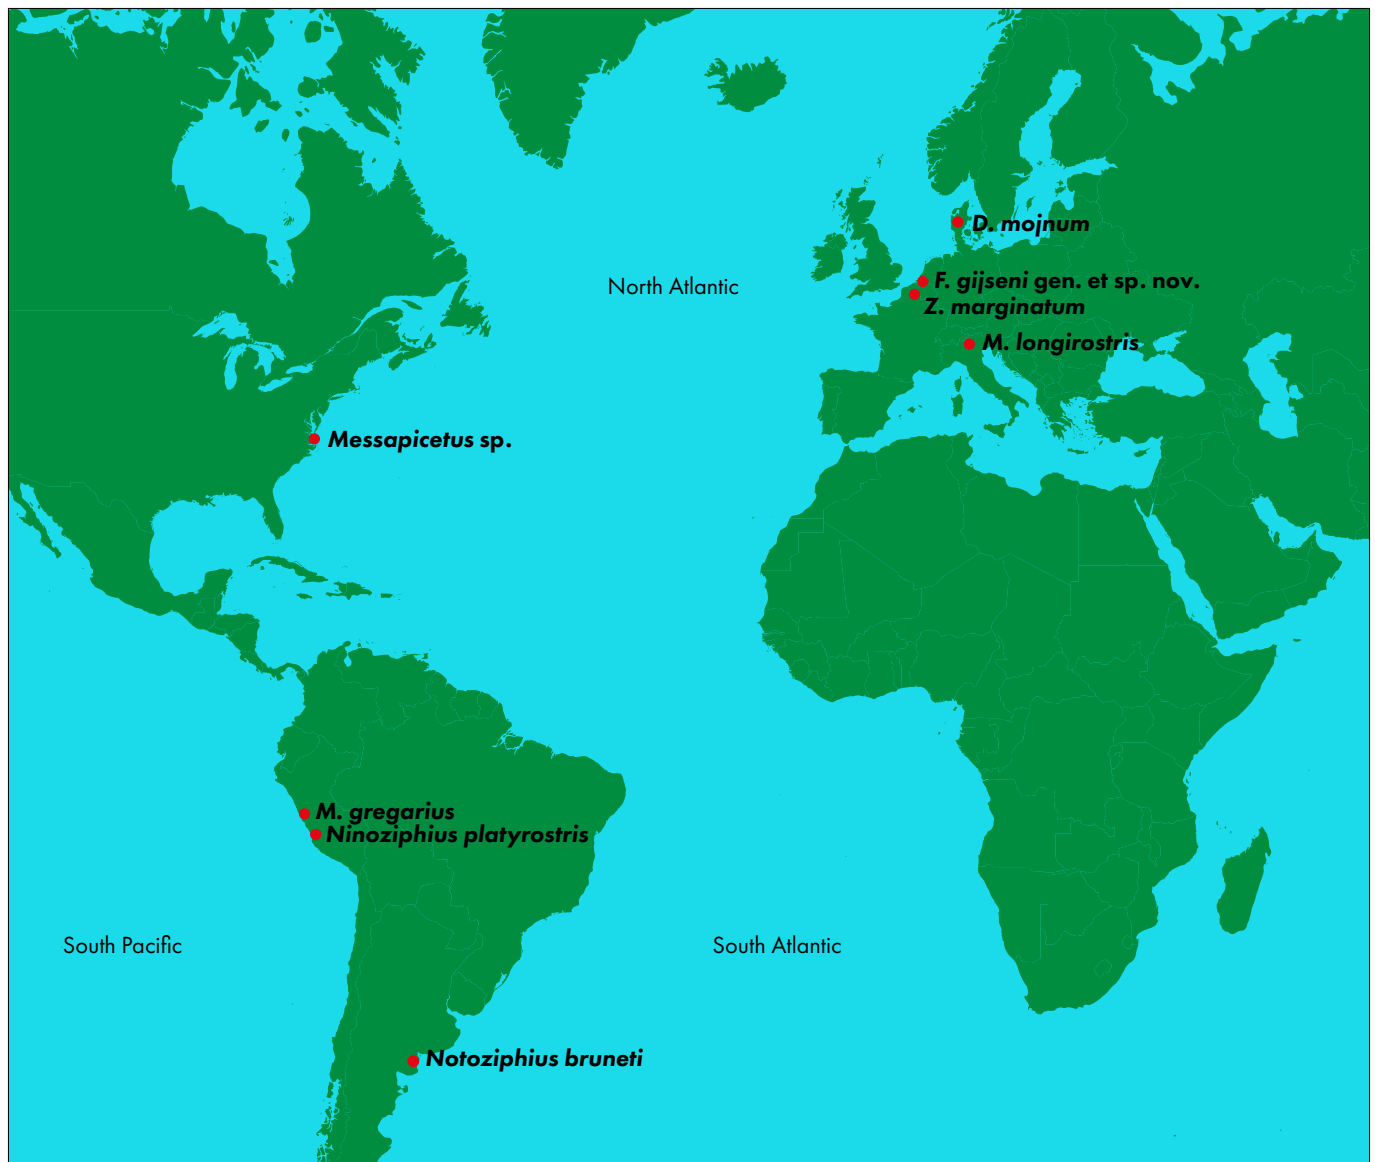 D. mojnum
North Atlantic
F. gijseni gen. et sp. nov.
Z. marginatum
M. longirostris
Messapicetus sp.
M. gregarius
Ninoziphius platyrostris
South Pacific
South Atlantic
Notoziphius bruneti